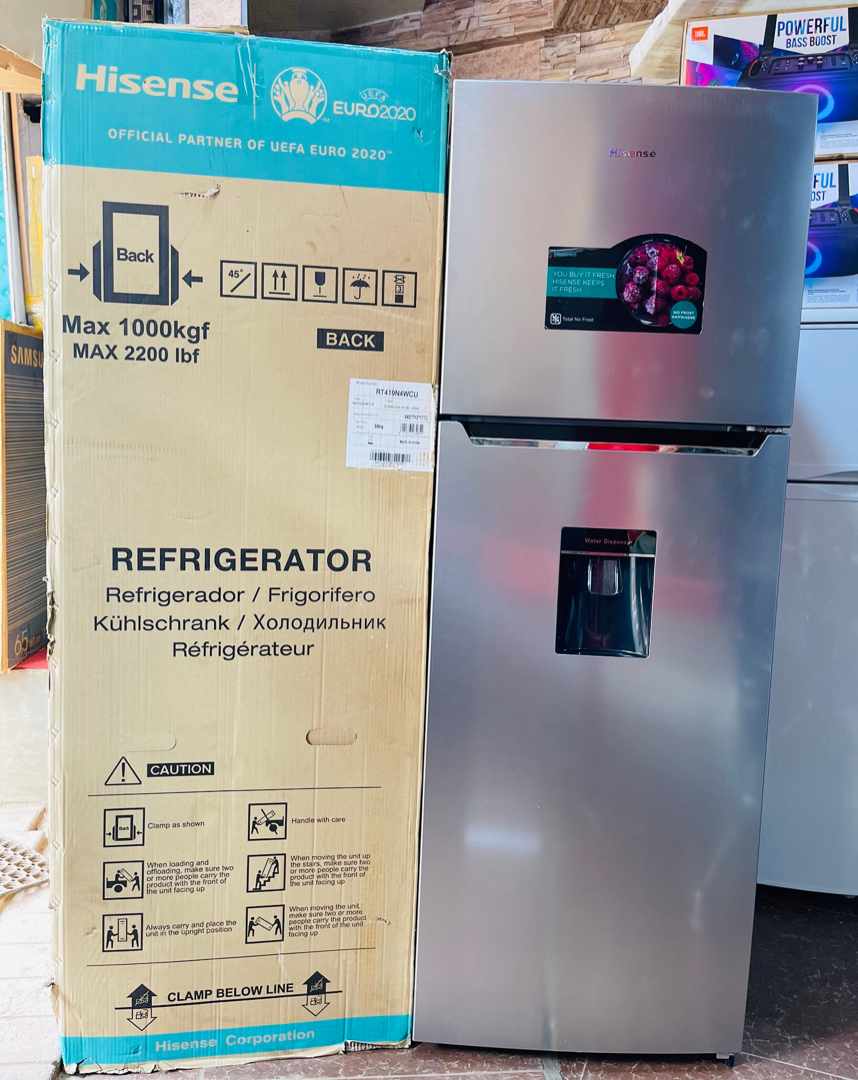 Hisense
UEFA
EURO2020
OFFICIAL PARTNER OF UEFA EURO 2020™
Back
45°
Max 1000kgf
MAX 2200 lbf
BACK
RT419N4WCU
REFRIGERATOR
Refrigerador / Frigorifero
Kühlschrank / Холодильник
Réfrigérateur
CAUTION
Back
Clamp as shown
Handle with care
When loading and
offloading, make sure two
or more people carry the
product with the front of
the unit facing up
When moving the unit up
the stairs, make sure two
or more people carry the
product with the front of
the unit facing up
Always carry and place the
unit in the upright position
When moving the unit,
make sure two or more
people carry the product
with the front of the unit
facing up
CLAMP BELOW LINE
Hisense Corporation
Hisense
YOU BUY IT FRESH
HISENSE KEEPS
IT FRESH
Total No Frost
NO FROST
Water Dispenser
JBL
POWERFUL
BASS BOOST
FUL
OST
SAMSU
65